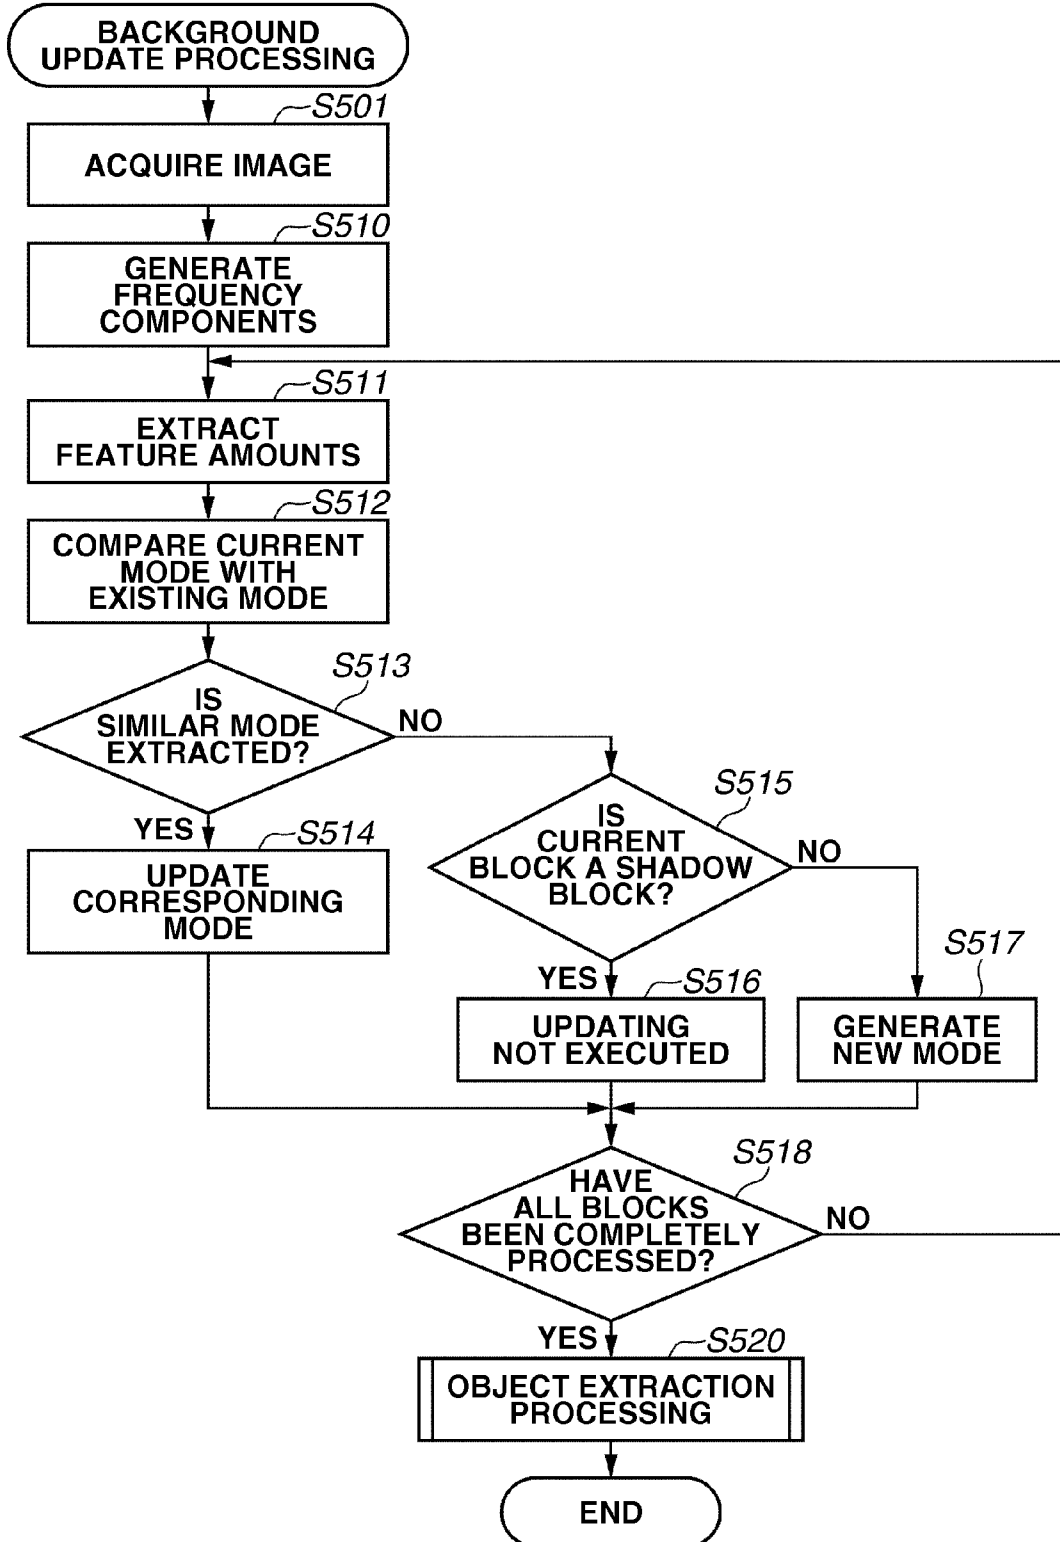 BACKGROUND
UPDATE PROCESSING
S501
ACQUIRE IMAGE
S510
GENERATE
FREQUENCY
COMPONENTS
S511
EXTRACT
FEATURE AMOUNTS
S512
COMPARE CURRENT
MODE WITH
EXISTING MODE
S513
IS
SIMILAR MODE
EXTRACTED?
NO
YES
S514
UPDATE
CORRESPONDING
MODE
S515
IS
CURRENT
BLOCK A SHADOW
BLOCK?
NO
YES
S516
UPDATING
NOT EXECUTED
S517
GENERATE
NEW MODE
S518
HAVE
ALL BLOCKS
BEEN COMPLETELY
PROCESSED?
NO
YES
S520
OBJECT EXTRACTION
PROCESSING
END